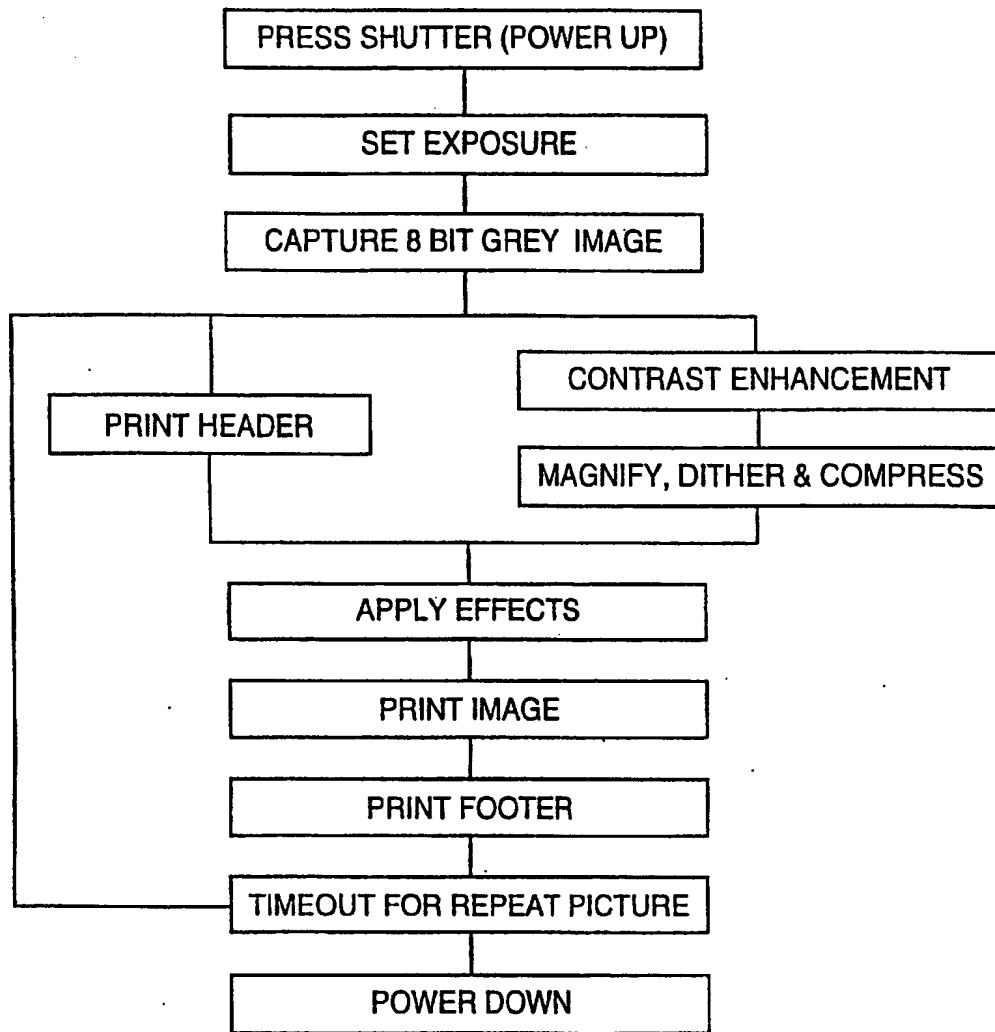 PRESS SHUTTER (POWER UP)
SET EXPOSURE
CAPTURE 8 BIT GREY IMAGE
PRINT HEADER
CONTRAST ENHANCEMENT
MAGNIFY, DITHER & COMPRESS
APPLY EFFECTS
PRINT IMAGE
PRINT FOOTER
TIMEOUT FOR REPEAT PICTURE
POWER DOWN